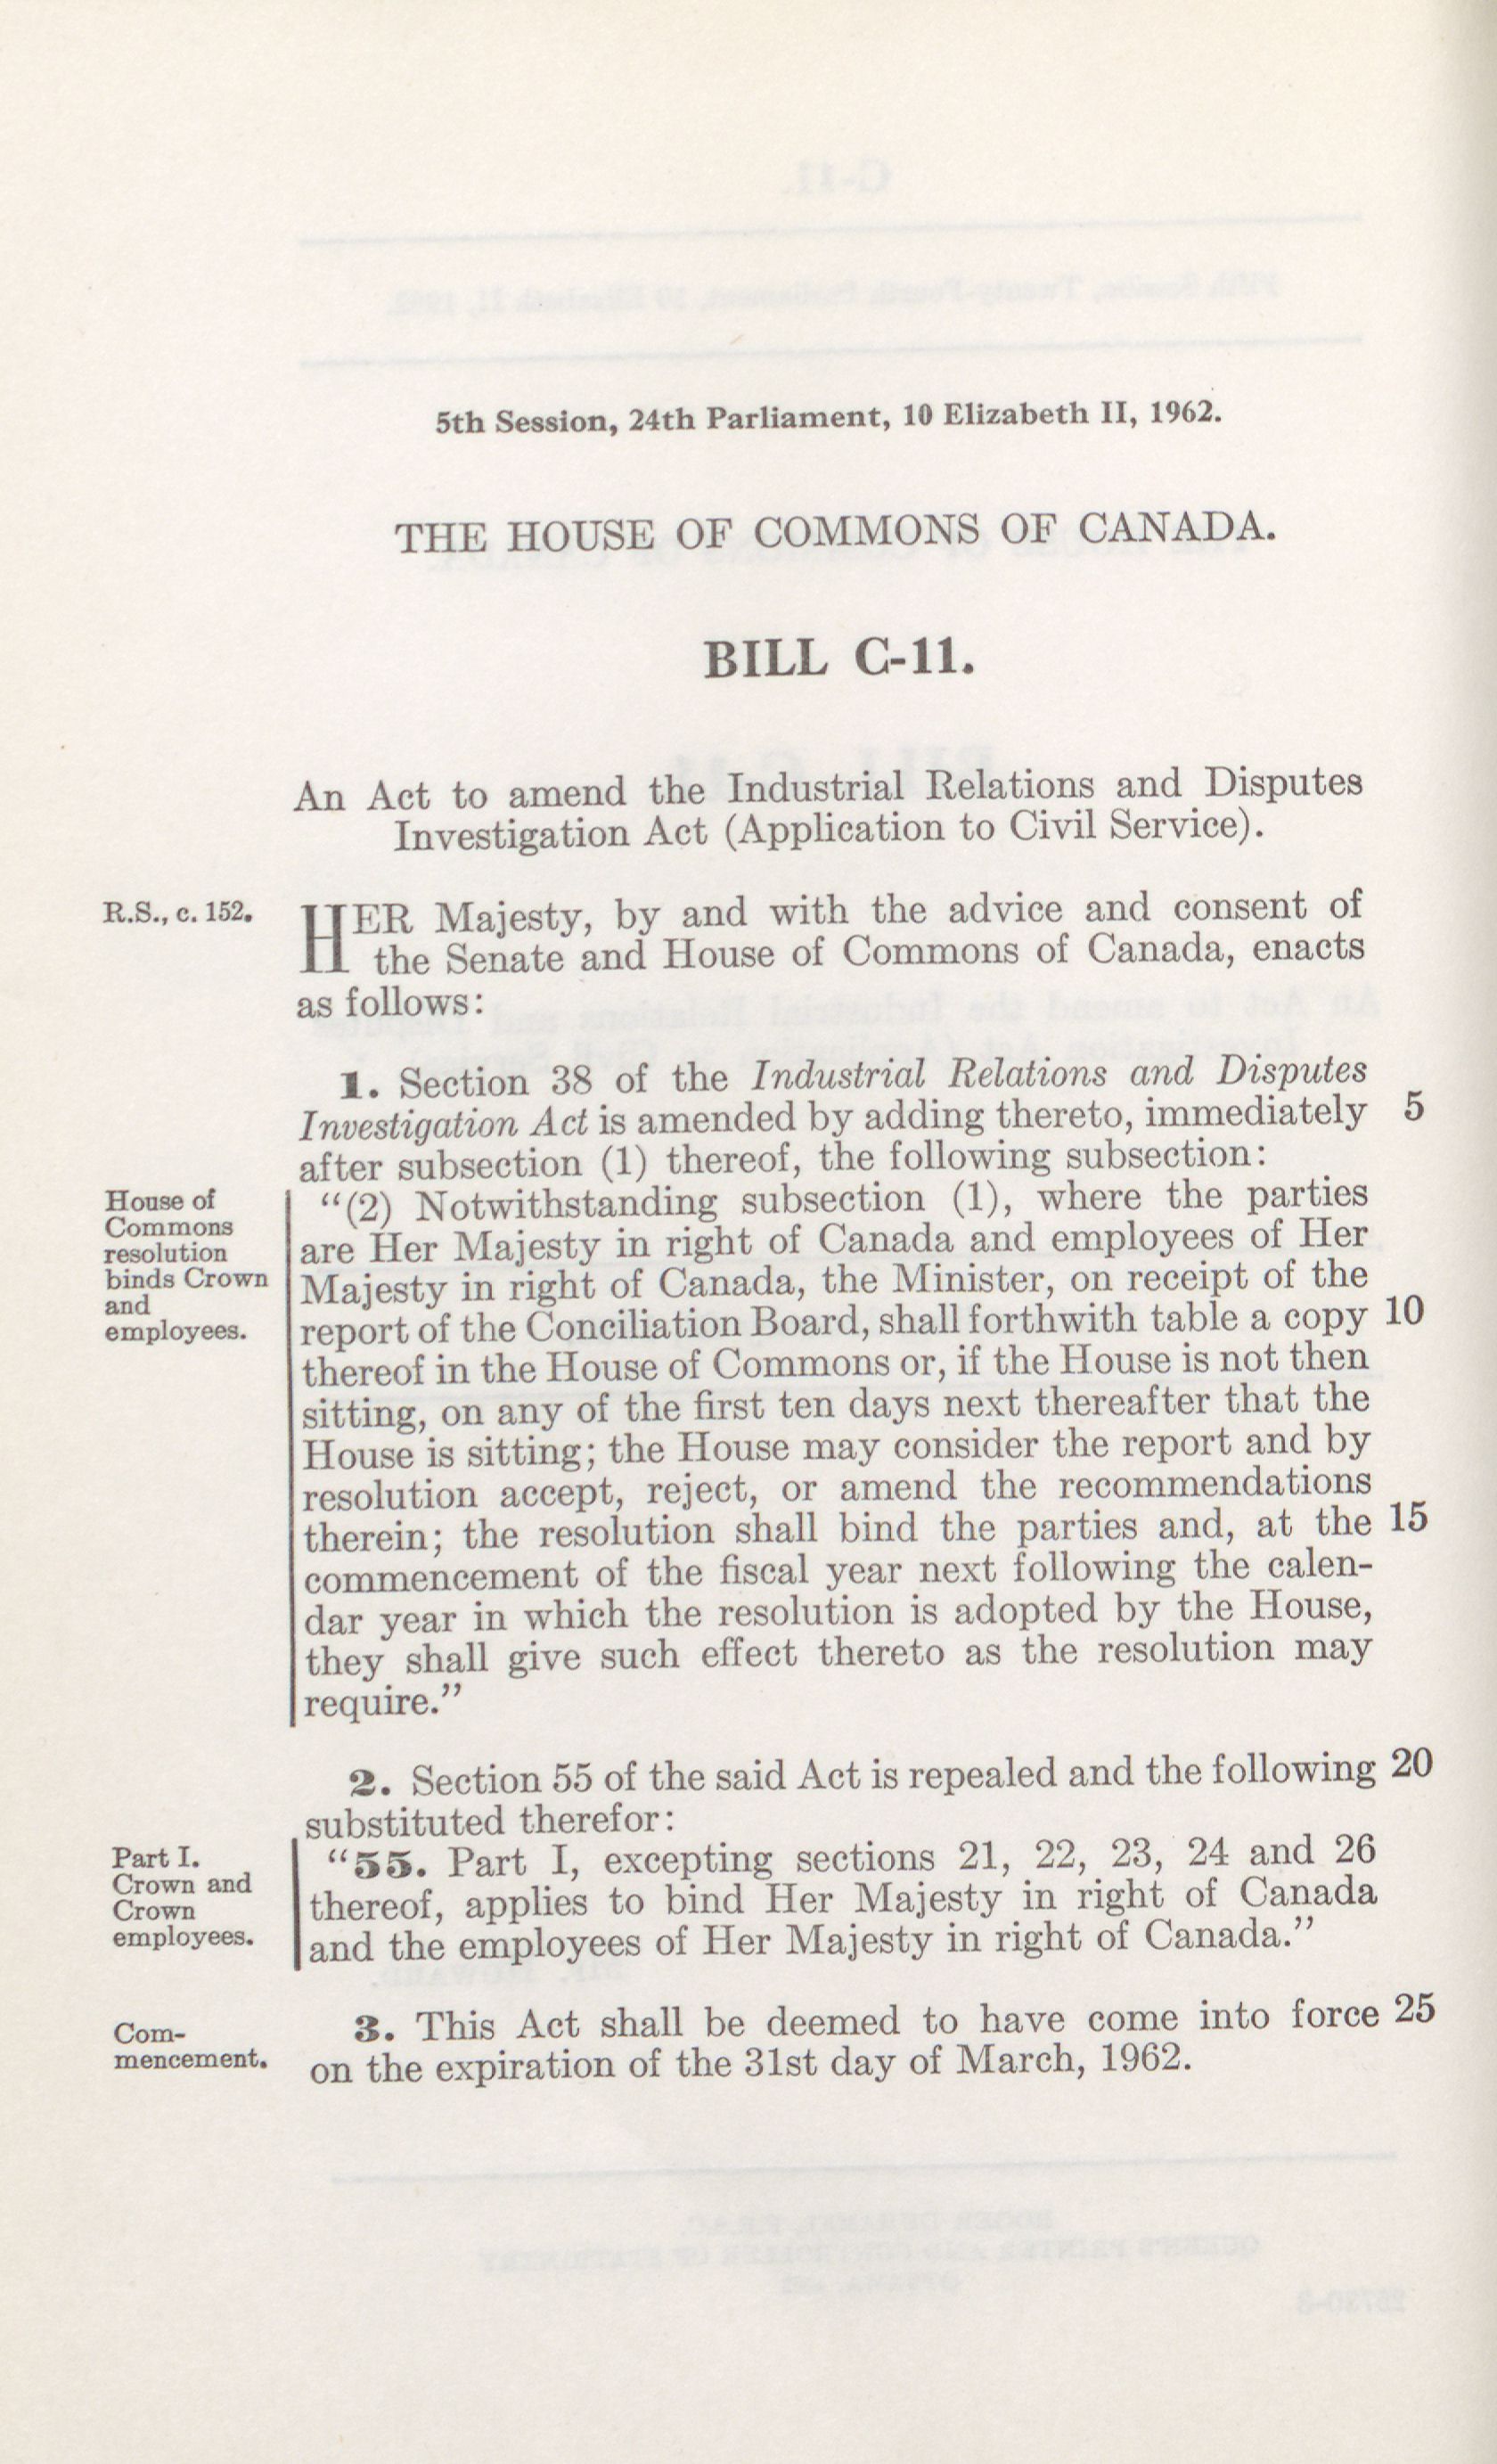 5th Session, 24th Parliament, 10 Elizabeth II, 1962.
THE HOUSE OF COMMONS OF CANADA.
BILL C-11.
An Act to amend the Industrial Relations and Disputes
Investigation Act (Application to Civil Service).
R.S., c. 152.
HER Majesty, by and with the advice and consent of
the Senate and House of Commons of Canada, enacts
as follows:
1. Section 38 of the Industrial Relations and Disputes
Investigation Act is amended by adding thereto, immediately 5
after subsection (1) thereof, the following subsection:
House of
Commons
resolution
binds Crown
and
employees.
“(2) Notwithstanding subsection (1), where the parties
are Her Majesty in right of Canada and employees of Her
Majesty in right of Canada, the Minister, on receipt of the
report of the Conciliation Board, shall forthwith table a copy 10
thereof in the House of Commons or, if the House is not then
sitting, on any of the first ten days next thereafter that the
House is sitting; the House may consider the report and by
resolution accept, reject, or amend the recommendations
therein; the resolution shall bind the parties and, at the 15
commencement of the fiscal year next following the calen-
dar year in which the resolution is adopted by the House,
they shall give such effect thereto as the resolution may
require.”
2. Section 55 of the said Act is repealed and the following 20
substituted therefor:
Part I.
Crown and
Crown
employees.
“55. Part I, excepting sections 21, 22, 23, 24 and 26
thereof, applies to bind Her Majesty in right of Canada
and the employees of Her Majesty in right of Canada.”
Com-
mencement.
3. This Act shall be deemed to have come into force 25
on the expiration of the 31st day of March, 1962.